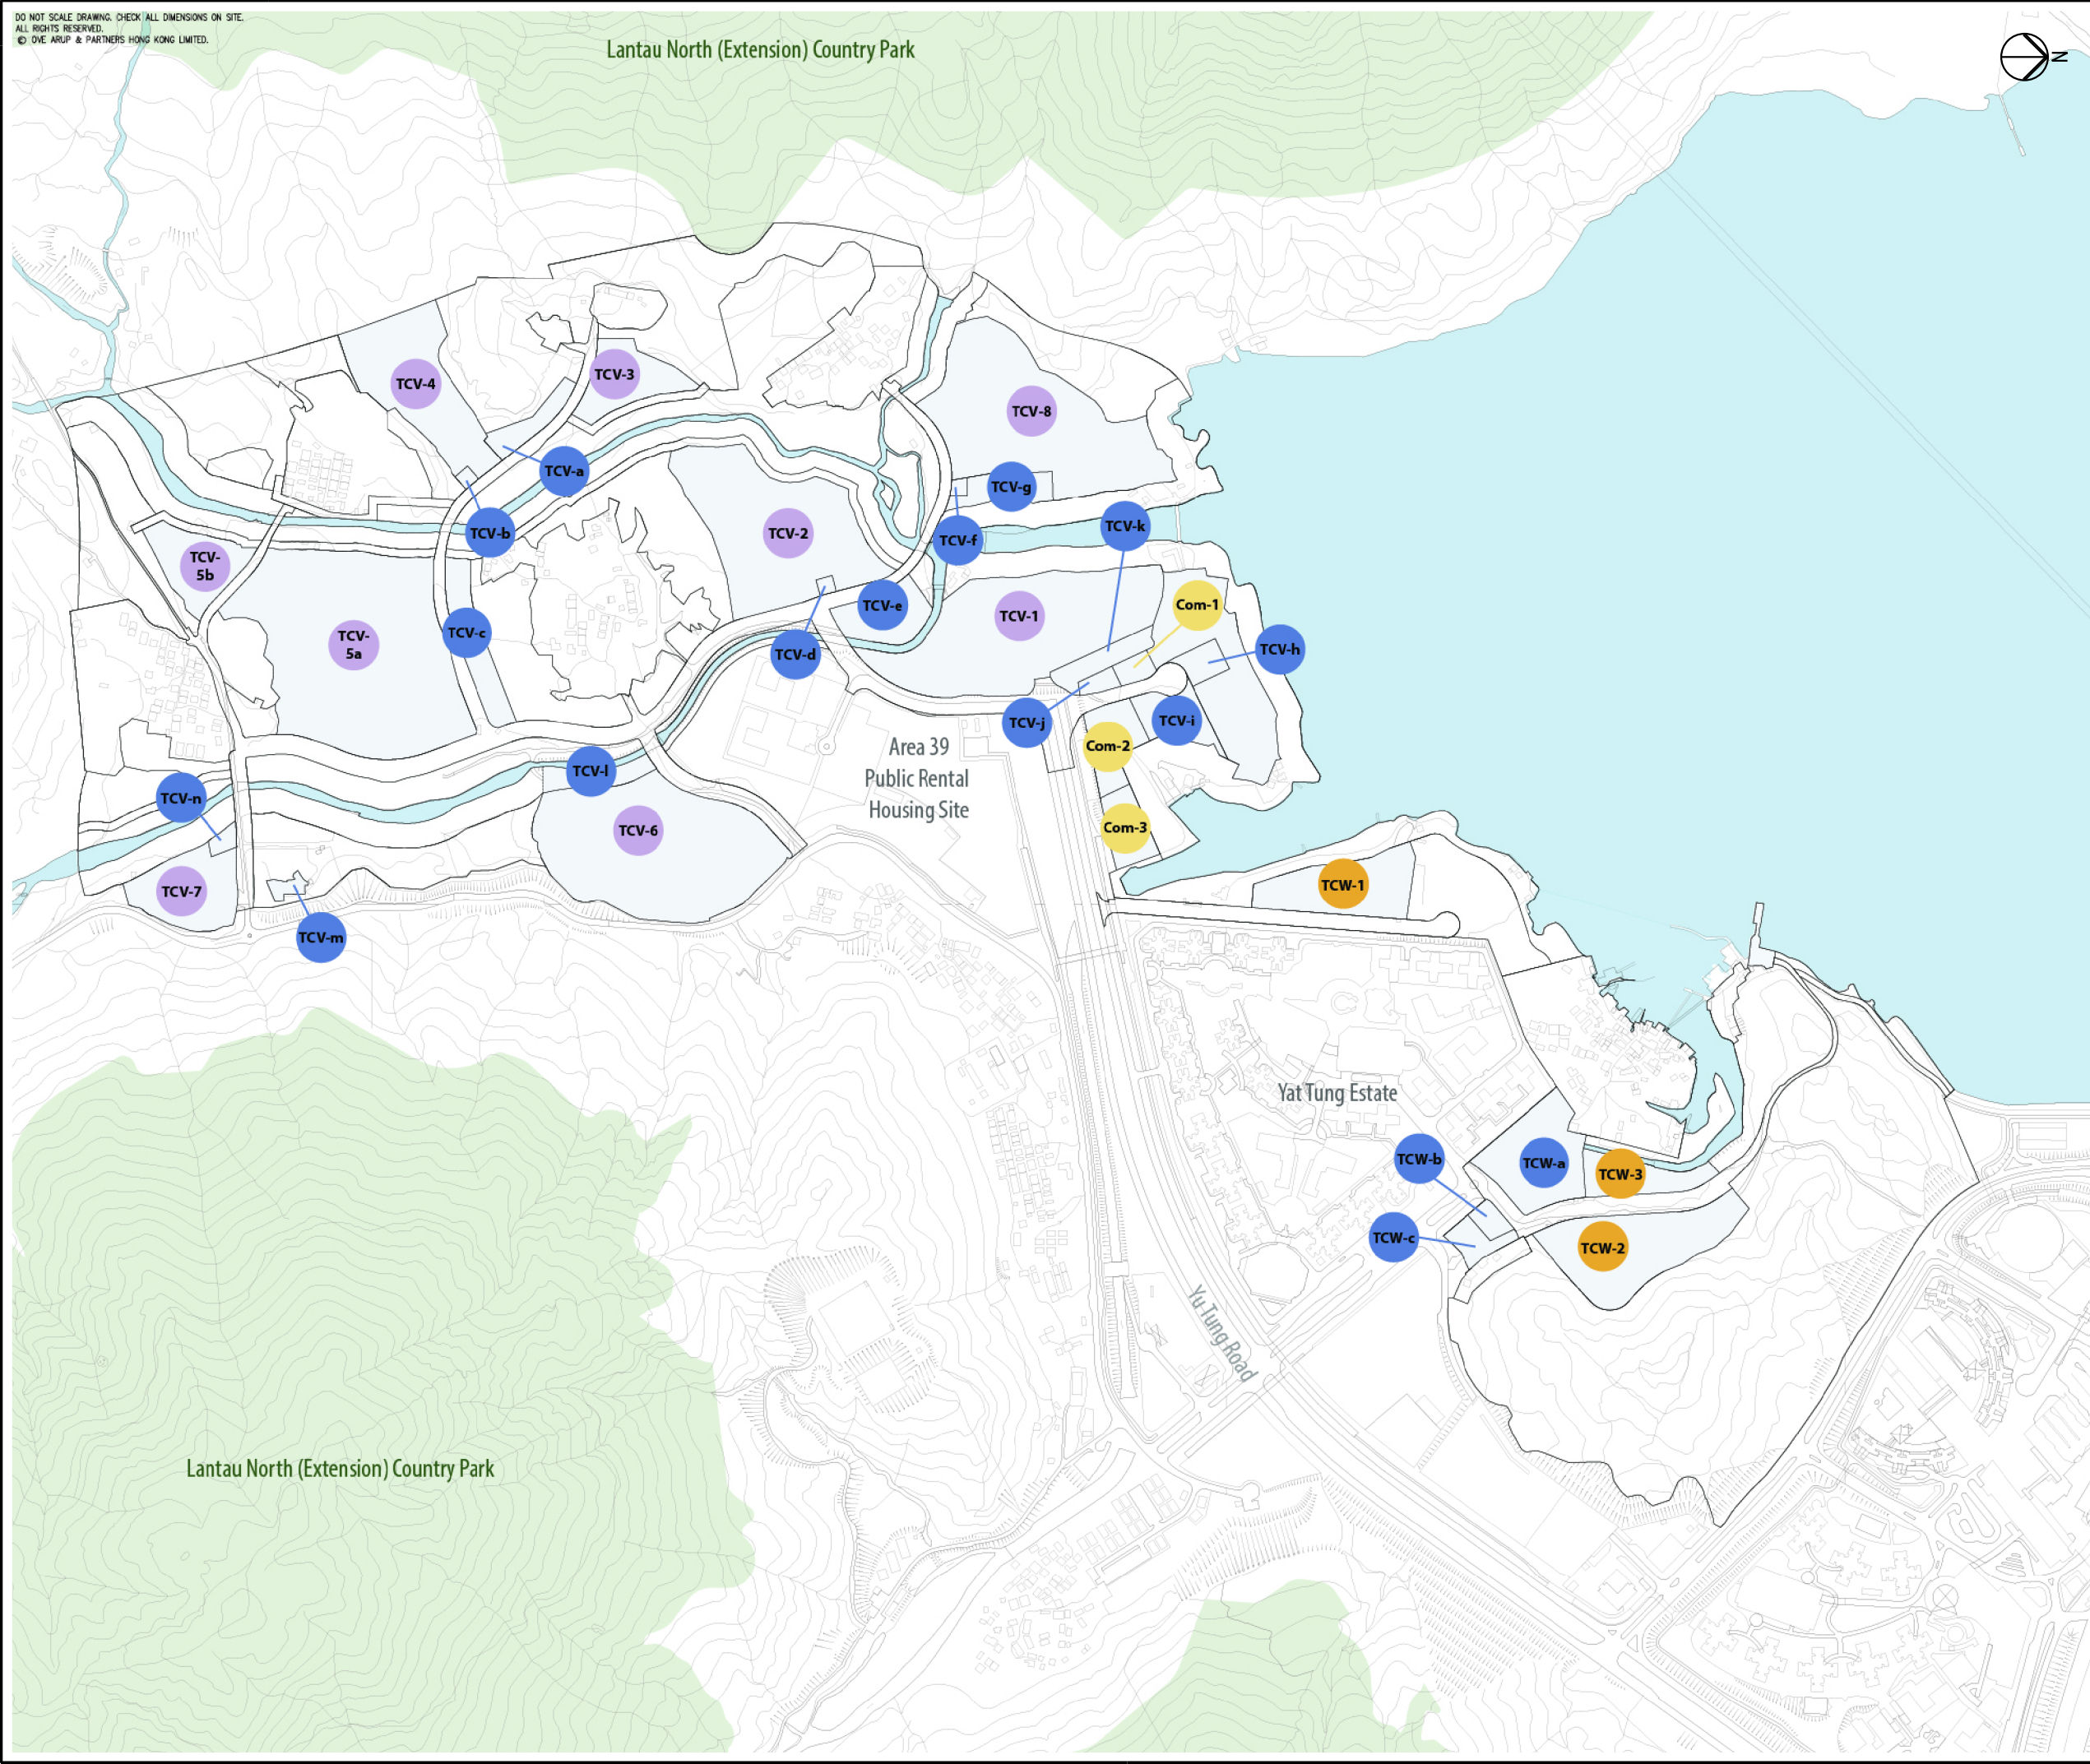 DO NOT SCALE DRAWING. CHECK ALL DIMENSIONS ON SITE.
ALL RIGHTS RESERVED.
© OVE ARUP & PARTNERS HONG KONG LIMITED.
Lantau North (Extension) Country Park
N
TCV-4
TCV-3
TCV-8
TCV-a
TCV-g
TCV-b
TCV-2
TCV-f
TCV-k
TCV-
5b
TCV-e
TCV-1
Com-1
TCV-c
TCV-
5a
TCV-d
TCV-h
TCV-j
TCV-i
Com-2
Area 39
Public Rental
Housing Site
TCV-l
TCV-n
TCV-6
Com-3
TCV-7
TCW-1
TCV-m
Yat Tung Estate
TCW-b
TCW-a
TCW-3
TCW-c
TCW-2
Yu Tung Road
Lantau North (Extension) Country Park